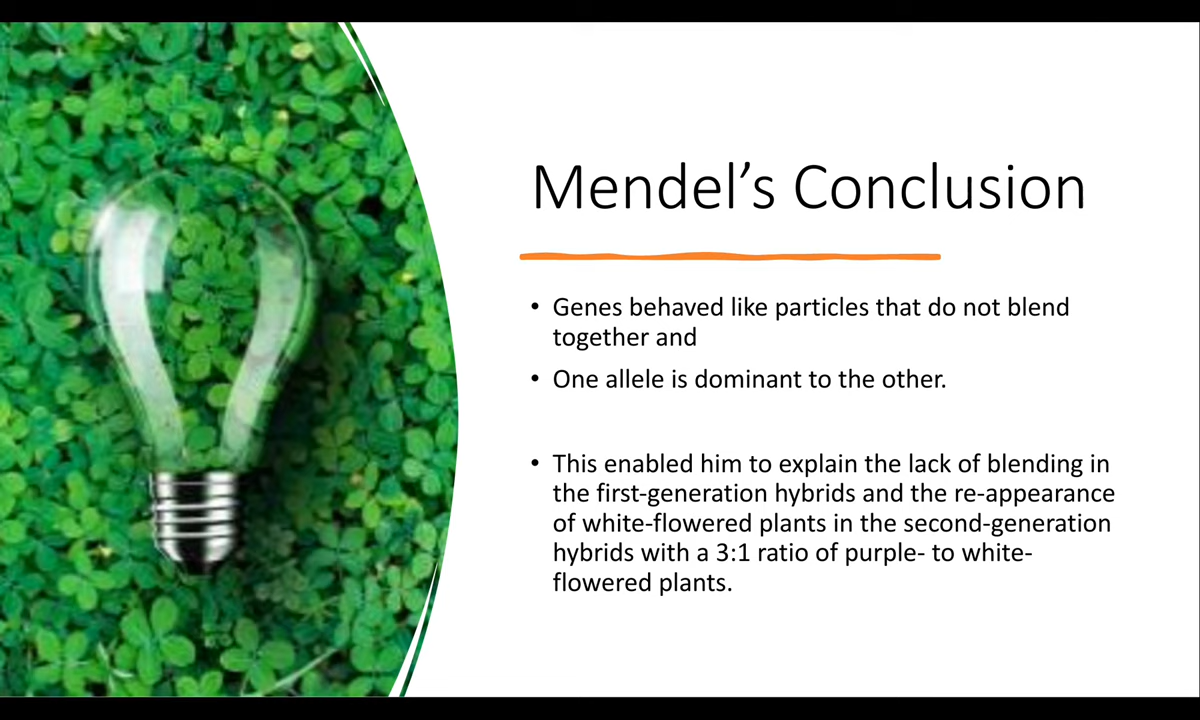 Mendel’s Conclusion
• Genes behaved like particles that do not blend
together and
• One allele is dominant to the other.
• This enabled him to explain the lack of blending in
the first-generation hybrids and the re-appearance
of white-flowered plants in the second-generation
hybrids with a 3:1 ratio of purple- to white-
flowered plants.